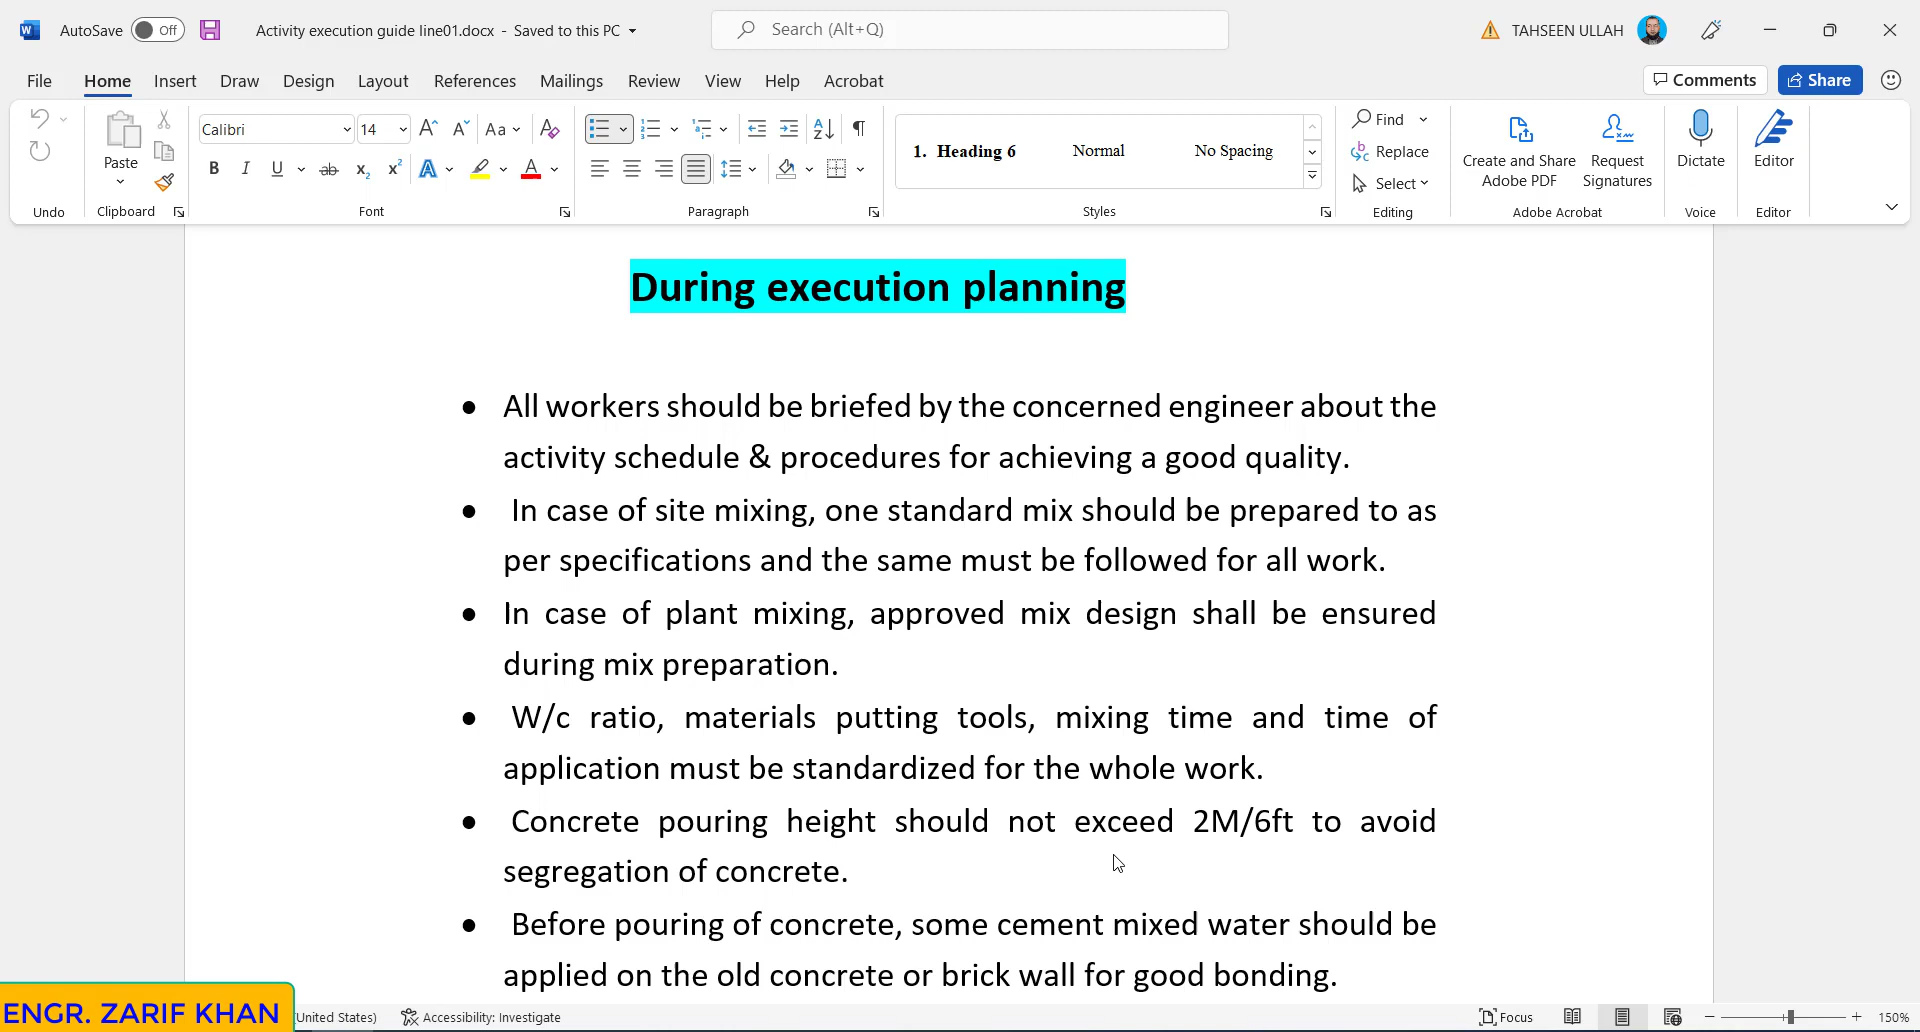 AutoSave Off Activity execution guide line01.docx - Saved to this PC Search (Alt+Q) TAHSEEN ULLAH
File Home Insert Draw Design Layout References Mailings Review View Help Acrobat Comments Share
Calibri 14 Aa
Paste
B I U ab x₂ x² A A
1. Heading 6 Normal No Spacing
Find
Replace
Select
Create and Share
Adobe PDF
Request
Signatures
Dictate
Editor
Undo Clipboard Font Paragraph Styles Editing Adobe Acrobat Voice Editor
During execution planning
• All workers should be briefed by the concerned engineer about the
activity schedule & procedures for achieving a good quality.
• In case of site mixing, one standard mix should be prepared to as
per specifications and the same must be followed for all work.
• In case of plant mixing, approved mix design shall be ensured
during mix preparation.
• W/c ratio, materials putting tools, mixing time and time of
application must be standardized for the whole work.
• Concrete pouring height should not exceed 2M/6ft to avoid
segregation of concrete.
• Before pouring of concrete, some cement mixed water should be
applied on the old concrete or brick wall for good bonding.
ENGR. ZARIF KHAN
United States) Accessibility: Investigate Focus 150%